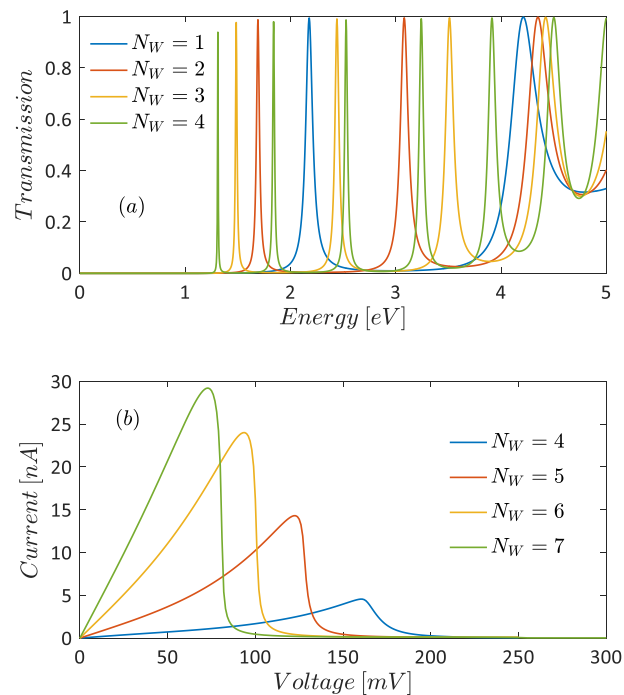 1
0.8
0.6
0.4
0.2
0
Transmission
N_W = 1
N_W = 2
N_W = 3
N_W = 4
(a)
0 1 2 3 4 5
Energy [eV]
30
25
20
15
10
5
0
Current [nA]
(b)
N_W = 4
N_W = 5
N_W = 6
N_W = 7
0 50 100 150 200 250 300
Voltage [mV]